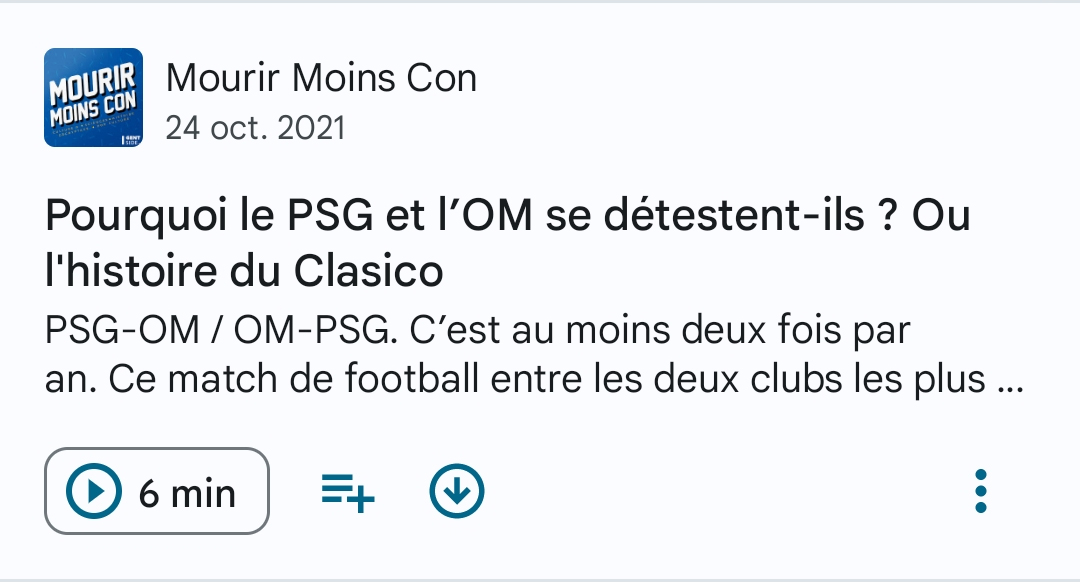 MOURIR
MOINS CON
Mourir Moins Con
24 oct. 2021
Pourquoi le PSG et l’OM se détestent-ils ? Ou
l'histoire du Clasico
PSG-OM / OM-PSG. C’est au moins deux fois par
an. Ce match de football entre les deux clubs les plus ...
6 min